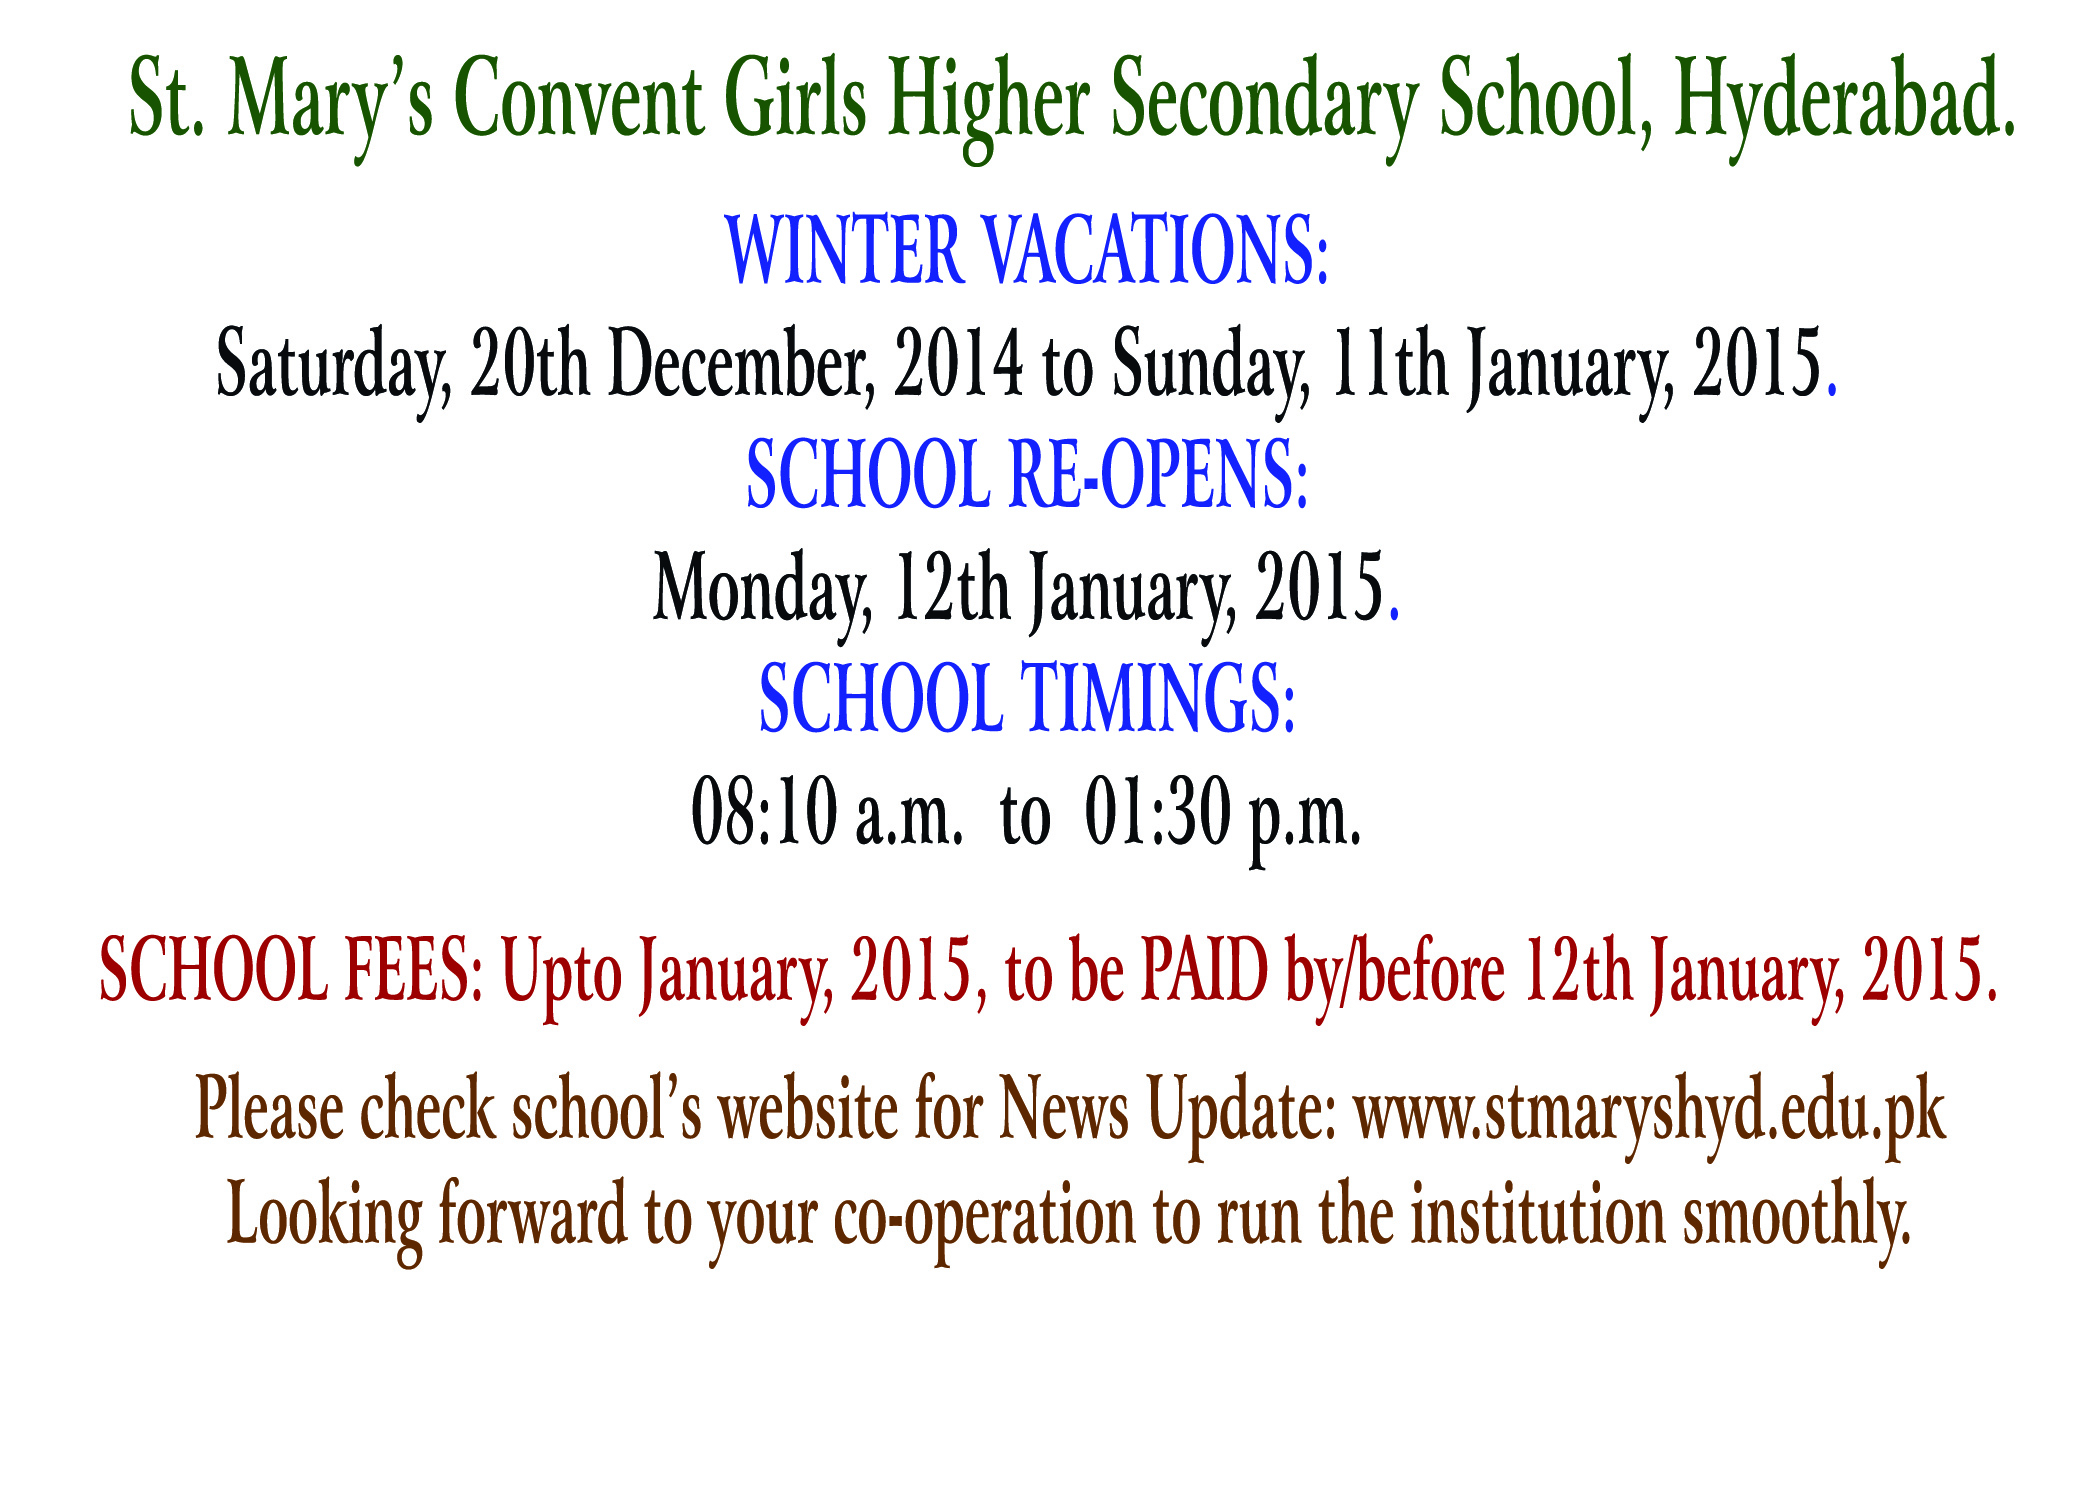 St. Mary’s Convent Girls Higher Secondary School, Hyderabad.
WINTER VACATIONS:
Saturday, 20th December, 2014 to Sunday, 11th January, 2015.
SCHOOL RE-OPENS:
Monday, 12th January, 2015.
SCHOOL TIMINGS:
08:10 a.m. to 01:30 p.m.
SCHOOL FEES: Upto January, 2015, to be PAID by/before 12th January, 2015.
Please check school’s website for News Update: www.stmaryshyd.edu.pk
Looking forward to your co-operation to run the institution smoothly.